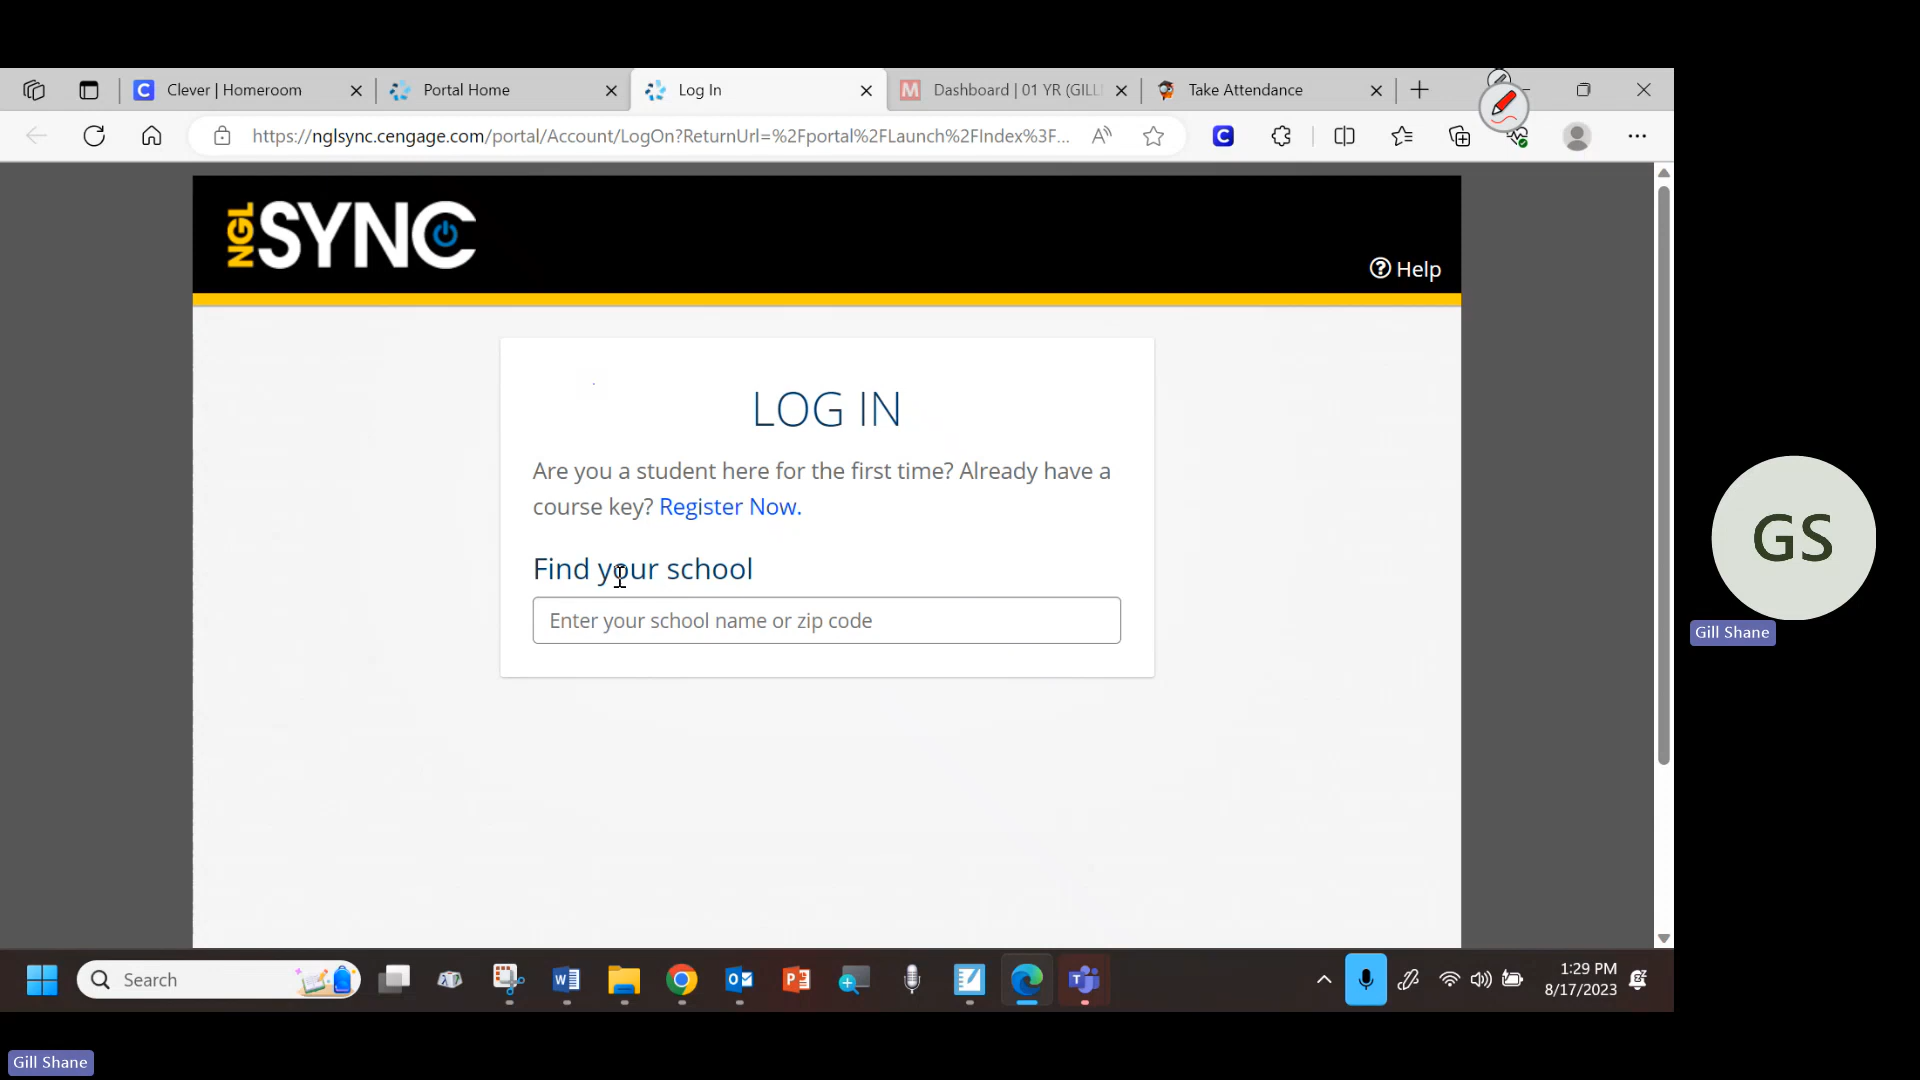 Clever | Homeroom
Portal Home
Log In
Dashboard | 01 YR (GILL
Take Attendance
https://nglsync.cengage.com/portal/Account/LogOn?ReturnUrl=%2Fportal%2FLaunch%2FIndex%3F...
NGL SYNC
Help
LOG IN
Are you a student here for the first time? Already have a
course key? Register Now.
Find your school
Enter your school name or zip code
GS
Gill Shane
Search
1:29 PM
8/17/2023
Gill Shane